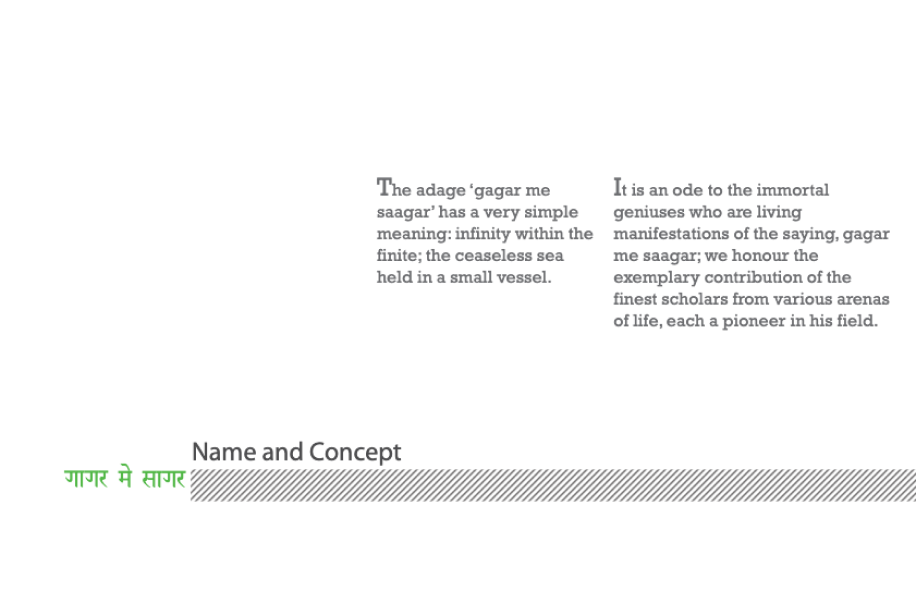 The adage ‘gagar me
saagar’ has a very simple
meaning: infinity within the
finite; the ceaseless sea
held in a small vessel.
It is an ode to the immortal
geniuses who are living
manifestations of the saying, gagar
me saagar; we honour the
exemplary contribution of the
finest scholars from various arenas
of life, each a pioneer in his field.
Name and Concept
गागर मे सागर